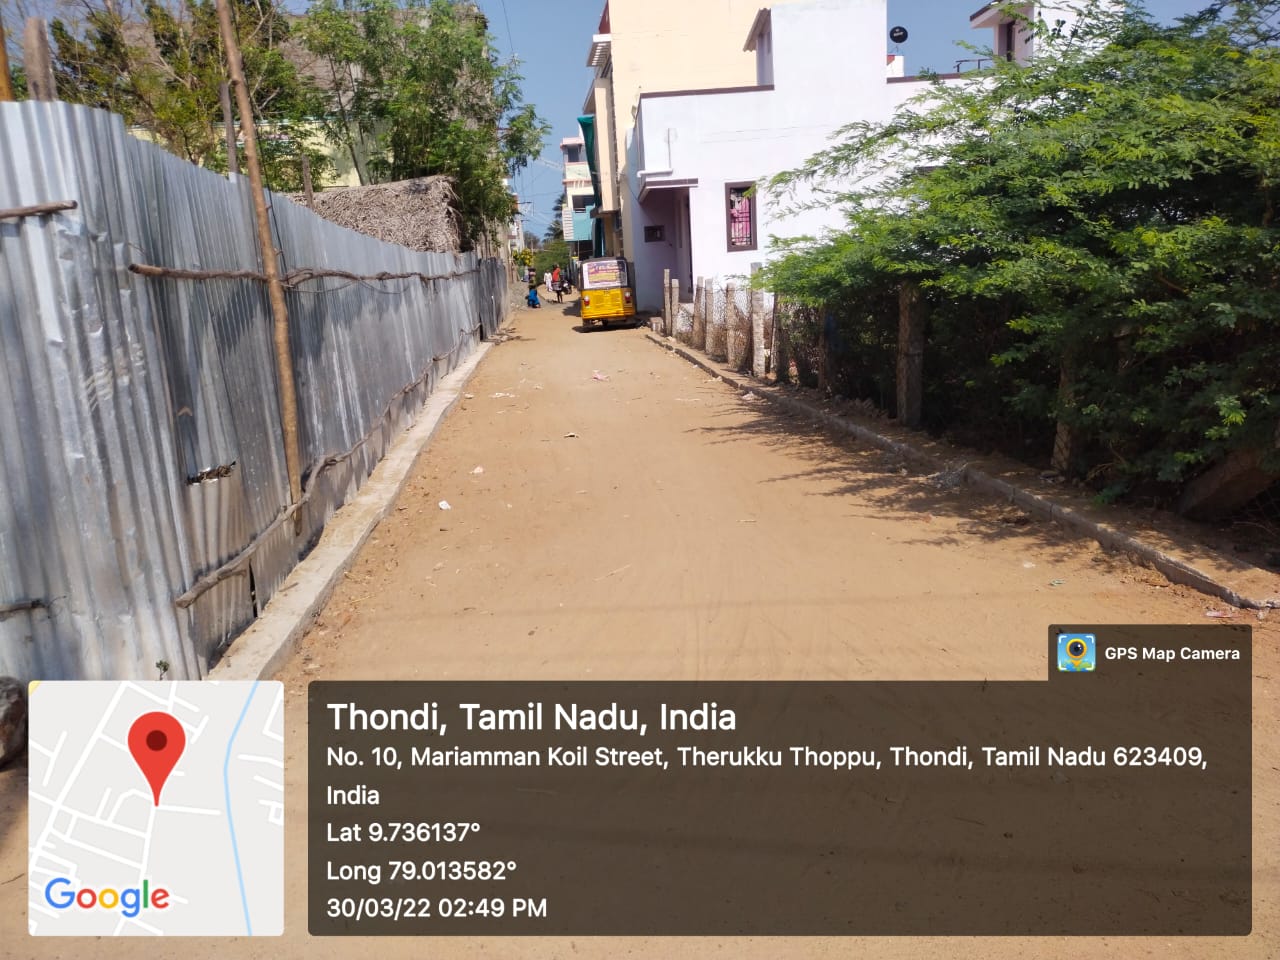 GPS Map Camera
Thondi, Tamil Nadu, India
No. 10, Mariamman Koil Street, Therukku Thoppu, Thondi, Tamil Nadu 623409,
India
Lat 9.736137°
Long 79.013582°
30/03/22 02:49 PM
Google